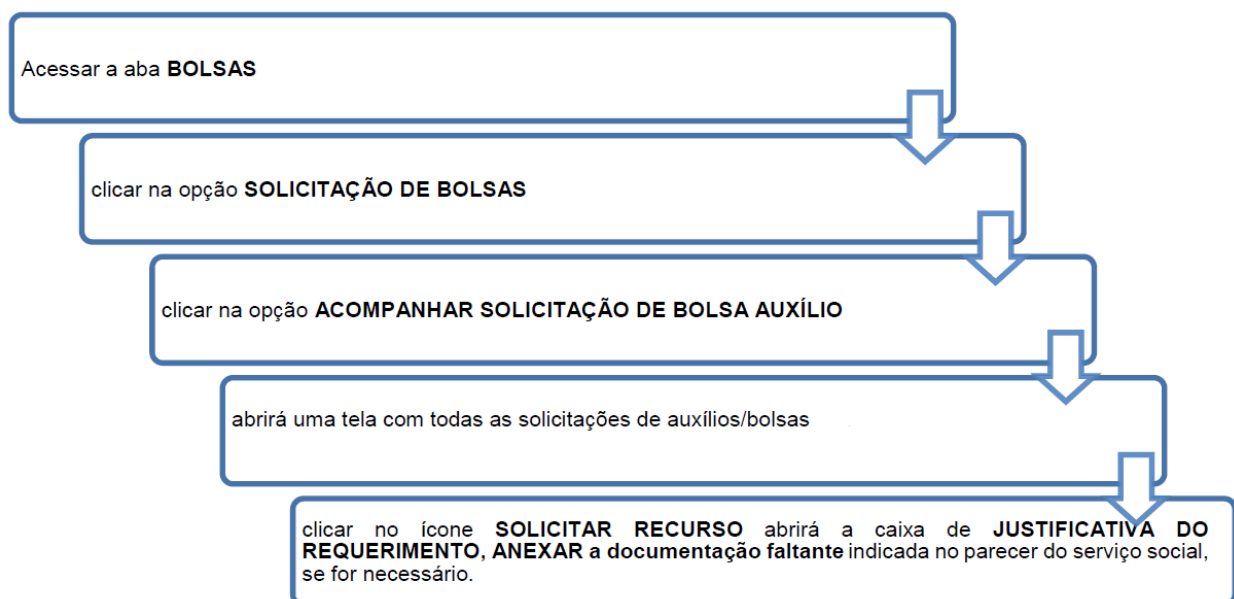 Acessar a aba BOLSAS
clicar na opção SOLICITAÇÃO DE BOLSAS
clicar na opção ACOMPANHAR SOLICITAÇÃO DE BOLSA AUXÍLIO
abrirá uma tela com todas as solicitações de auxílios/bolsas
clicar no ícone SOLICITAR RECURSO abrirá a caixa de JUSTIFICATIVA DO
REQUERIMENTO, ANEXAR a documentação faltante indicada no parecer do serviço social,
se for necessário.